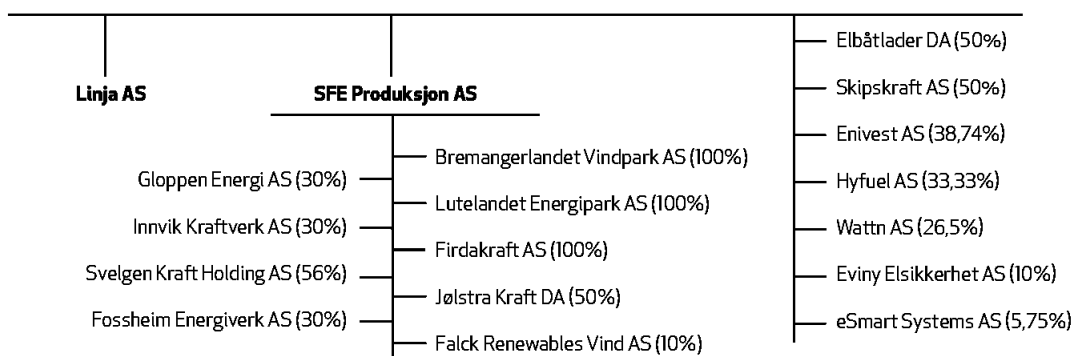 Linja AS
SFE Produksjon AS
Gloppen Energi AS (30%)
Innvik Kraftverk AS (30%)
Svelgen Kraft Holding AS (56%)
Fossheim Energiverk AS (30%)
Bremangerlandet Vindpark AS (100%)
Lutelandet Energipark AS (100%)
Firdakraft AS (100%)
Jølstra Kraft DA (50%)
Falck Renewables Vind AS (10%)
Elbåtlader DA (50%)
Skipskraft AS (50%)
Enivest AS (38,74%)
Hyfuel AS (33,33%)
Wattn AS (26,5%)
Eviny Elsikkerhet AS (10%)
eSmart Systems AS (5,75%)